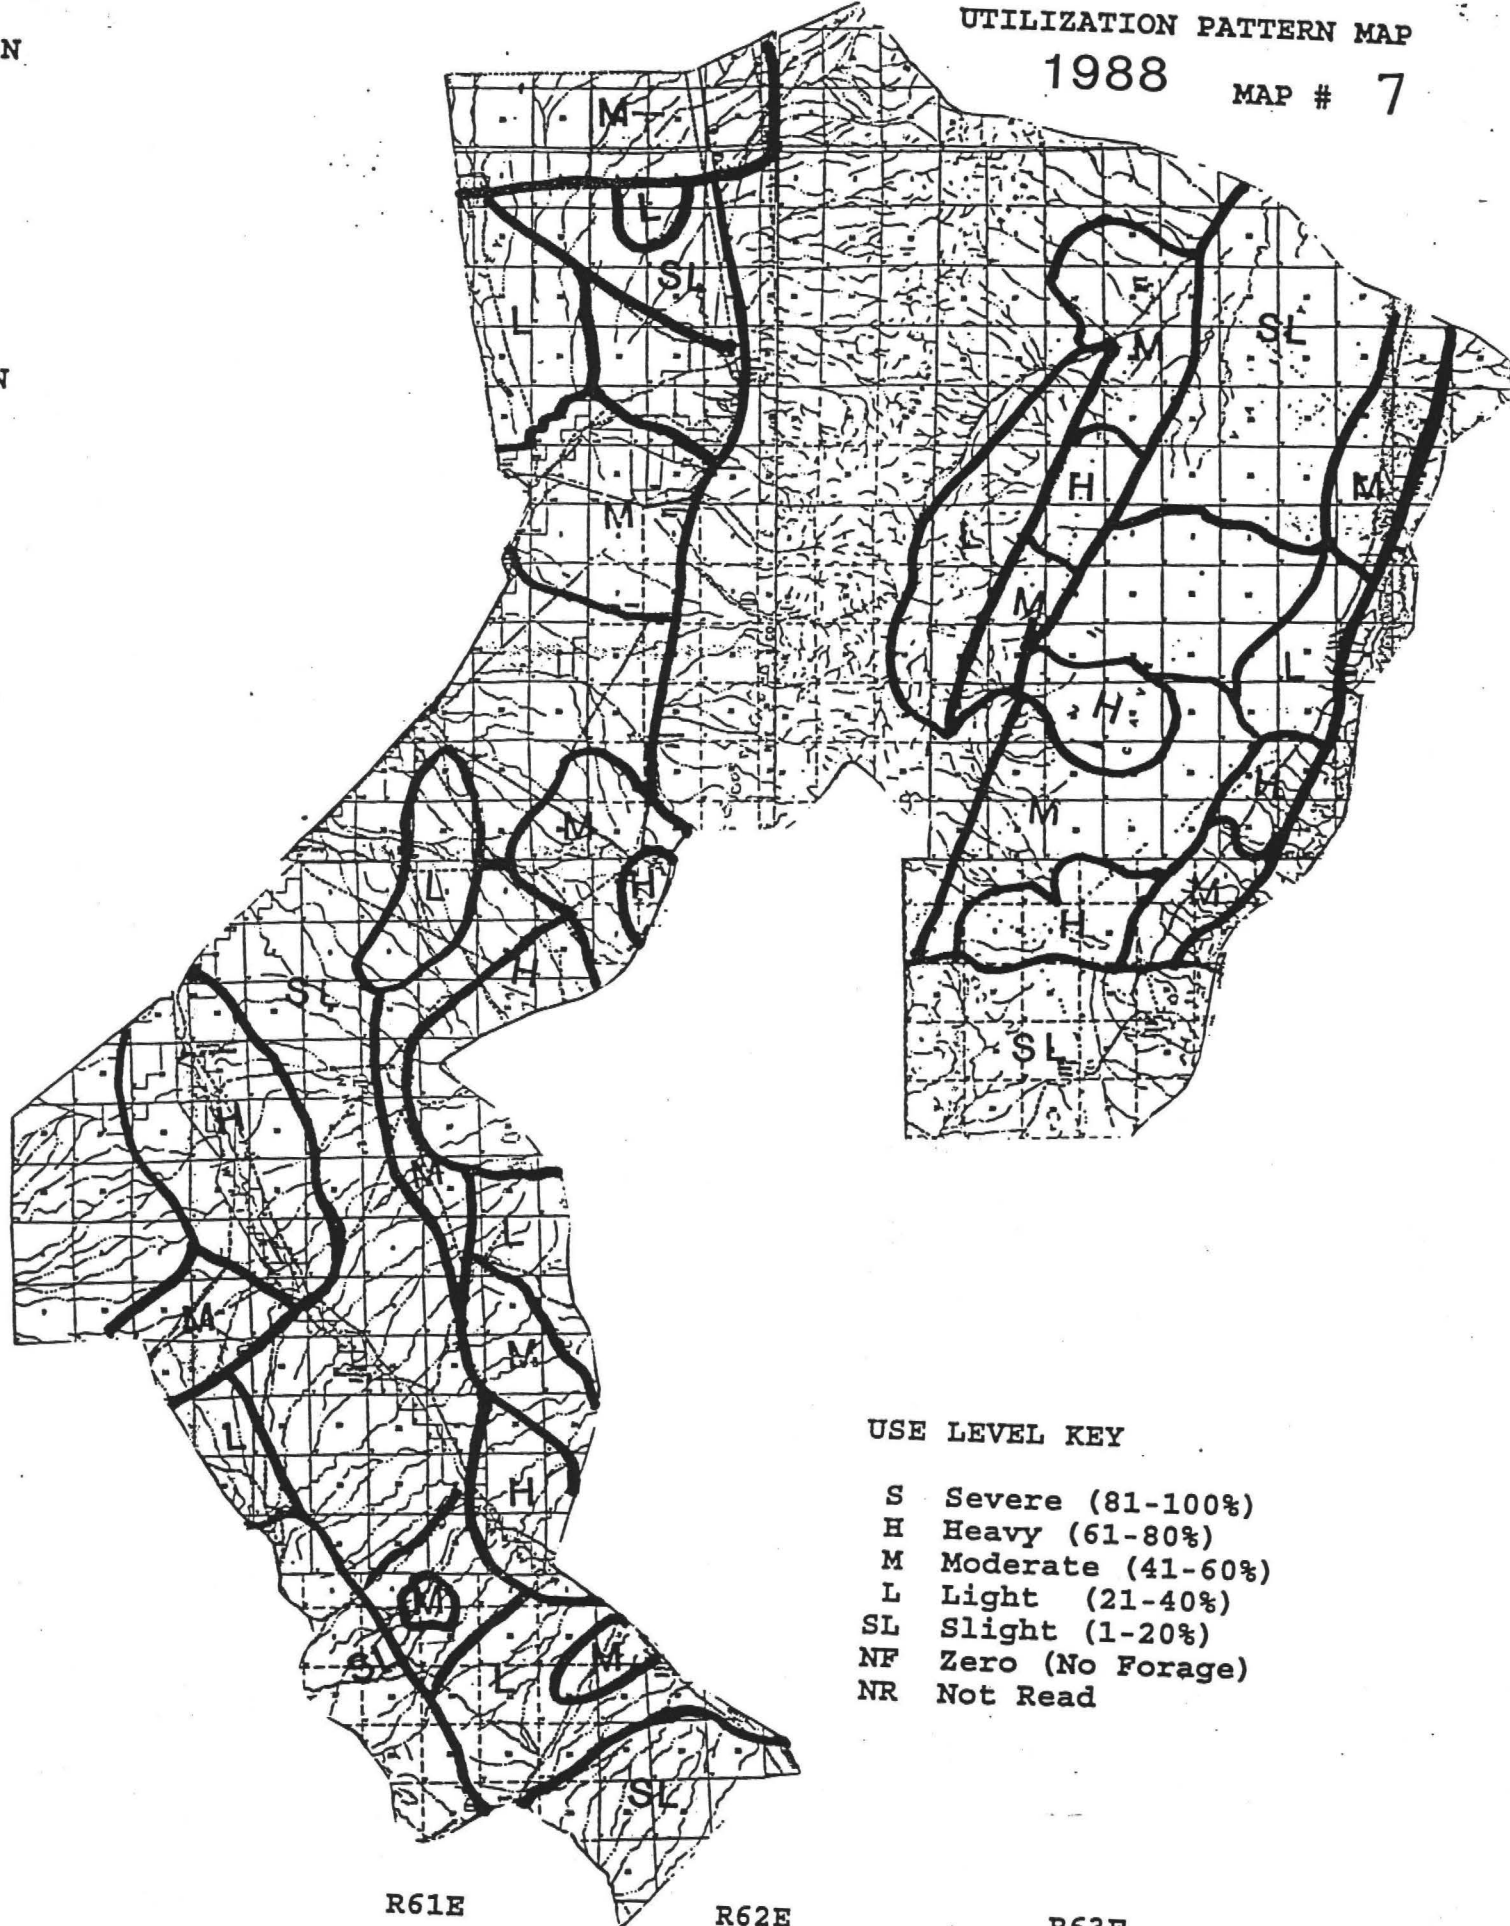 UTILIZATION PATTERN MAP
1988 MAP # 7
N
N
M
L
SL
L
M
M
SL
H
M
M
L
M
H
L
H
M
H
M
H
SL
M
L
H
H
SL
H
M
L
M
M
L
H
M
SL
L
M
SL
USE LEVEL KEY
S Severe (81-100%)
H Heavy (61-80%)
M Moderate (41-60%)
L Light (21-40%)
SL Slight (1-20%)
NF Zero (No Forage)
NR Not Read
R61E
R62E
R63E